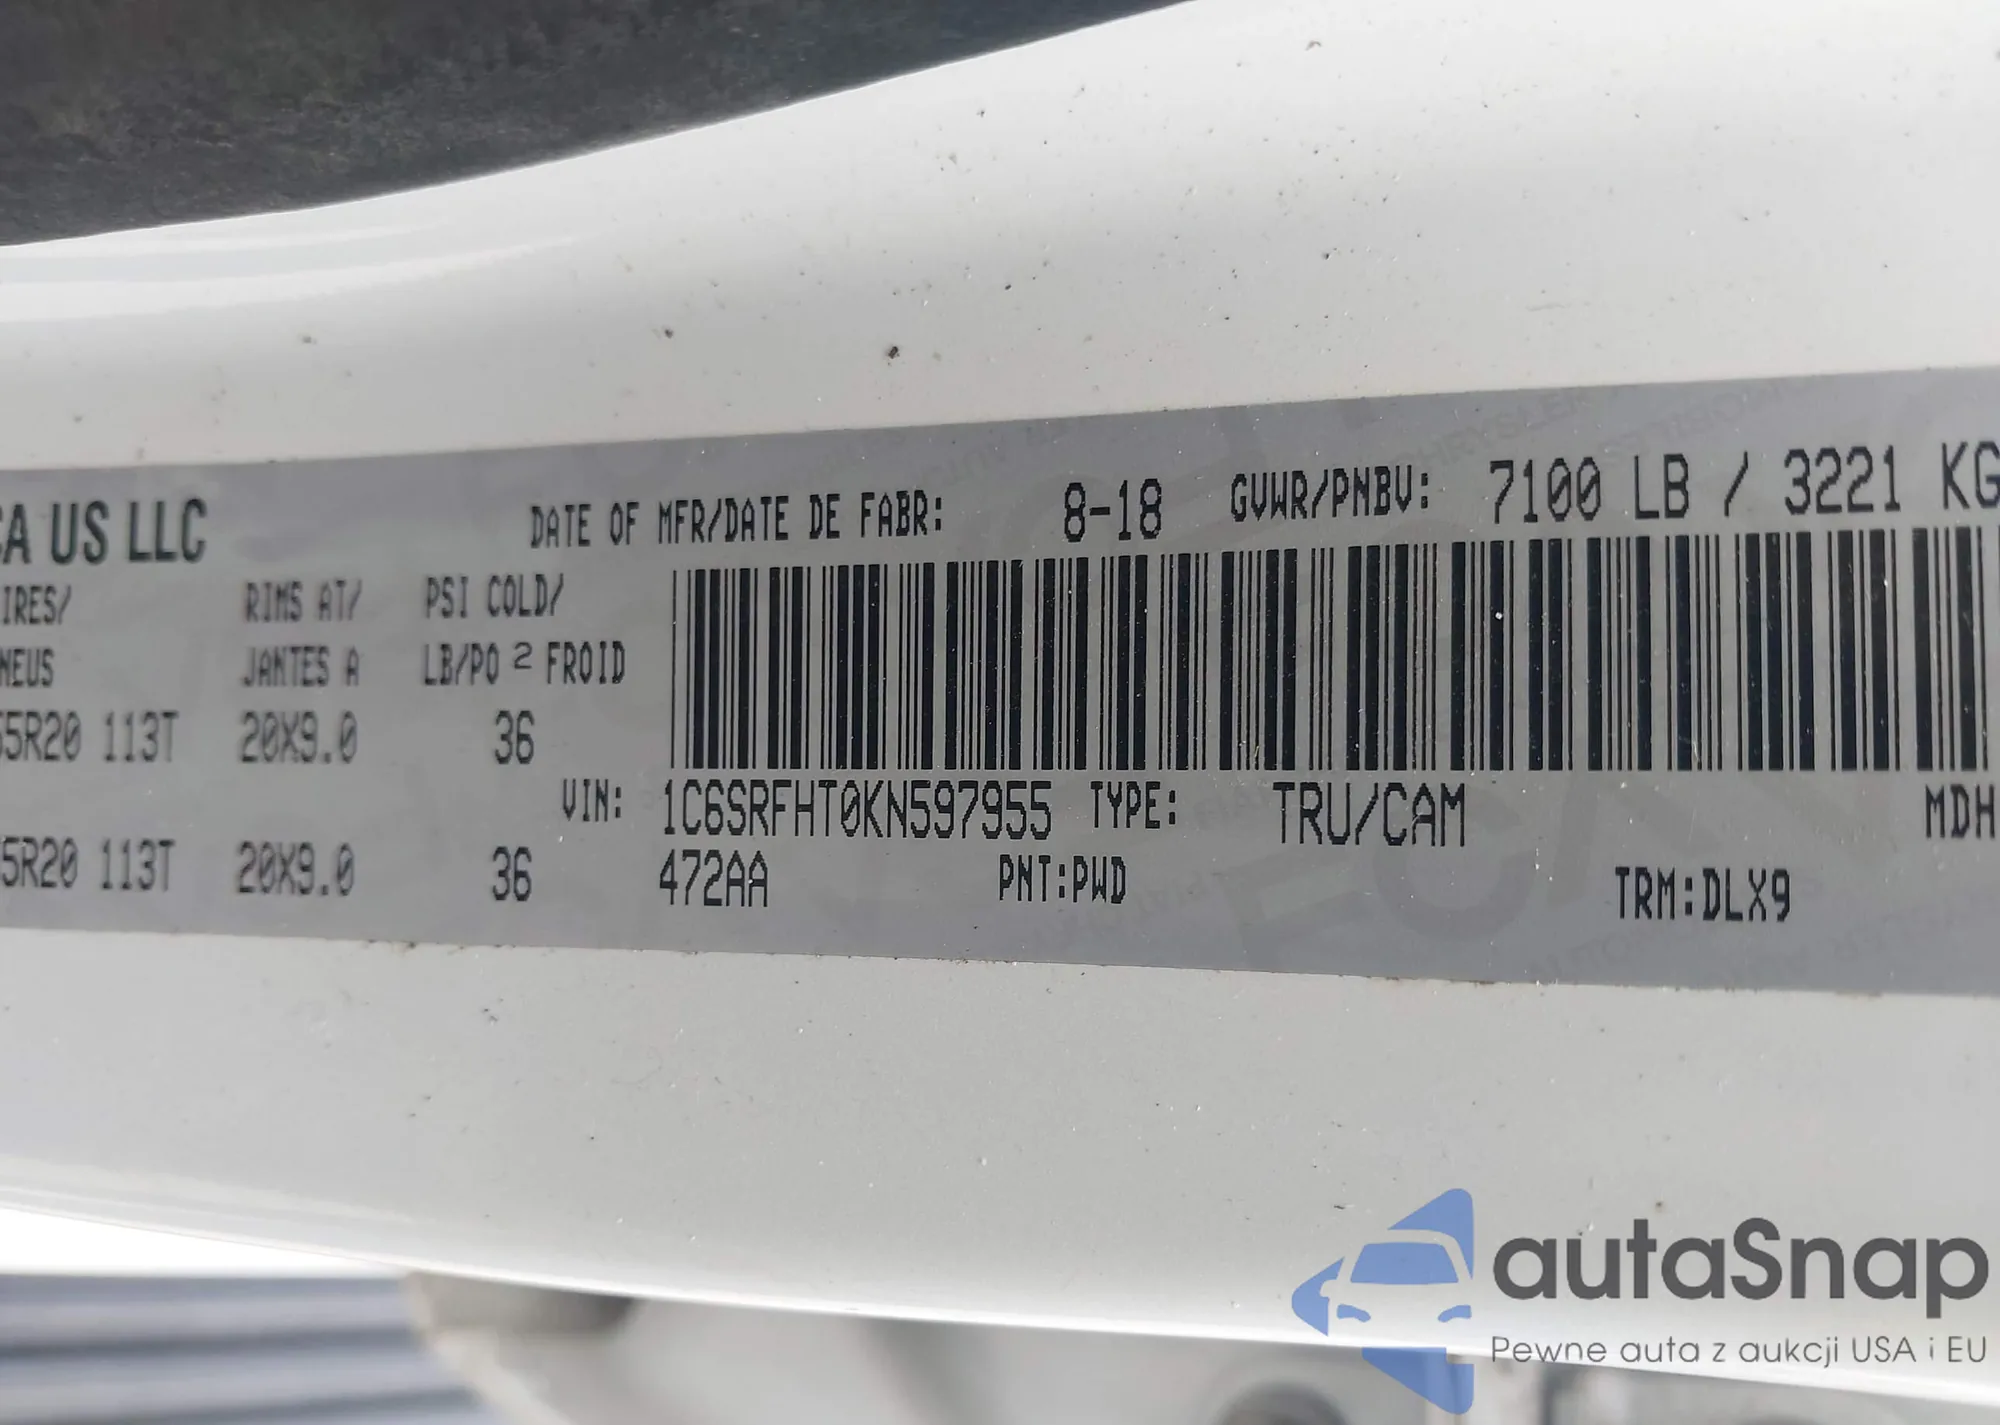 CA US LLC
DATE OF MFR/DATE DE FABR: 8-18 GVWR/PNBV: 7100 LB / 3221 KG
IRES/ RIMS AT/ PSI COLD/
NEUS JANTES A LB/PO 2 FROID
55R20 113T 20X9.0 36
VIN: 1C6SRFHT0KN597955 TYPE: TRU/CAM MDH
5R20 113T 20X9.0 36
472AA PNT:PWD TRM:DLX9
autaSnap
Pewne auta z aukcji USA i EU